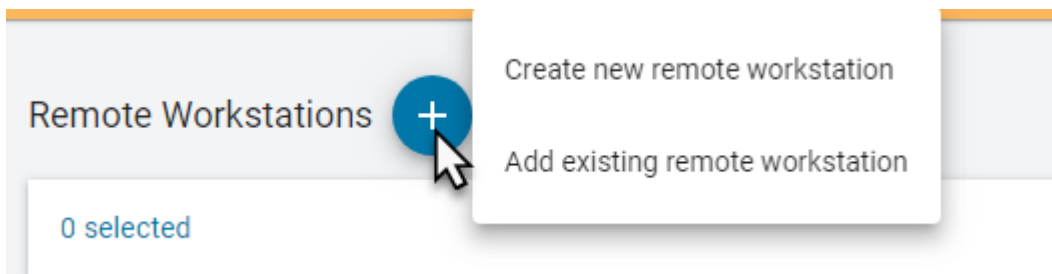 Create new remote workstation
Remote Workstations +
Add existing remote workstation
0 selected